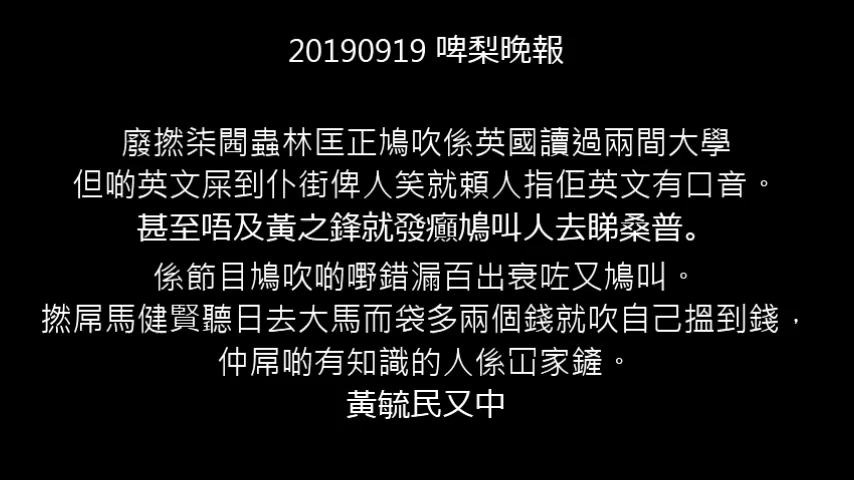 20190919 啤梨晚報
廢撚柒閪蟲林匡正鳩吹係英國讀過兩間大學
但啲英文屎到仆街俾人笑就賴人指佢英文有口音。
甚至唔及黃之鋒就發癲鳩叫人去睇桑普。
係節目鳩吹啲嘢錯漏百出衰咗又鳩叫。
撚屌馬健賢聽日去大馬而袋多兩個錢就吹自己搵到錢，
仲屌啲有知識的人係冚家鏟。
黃毓民又中